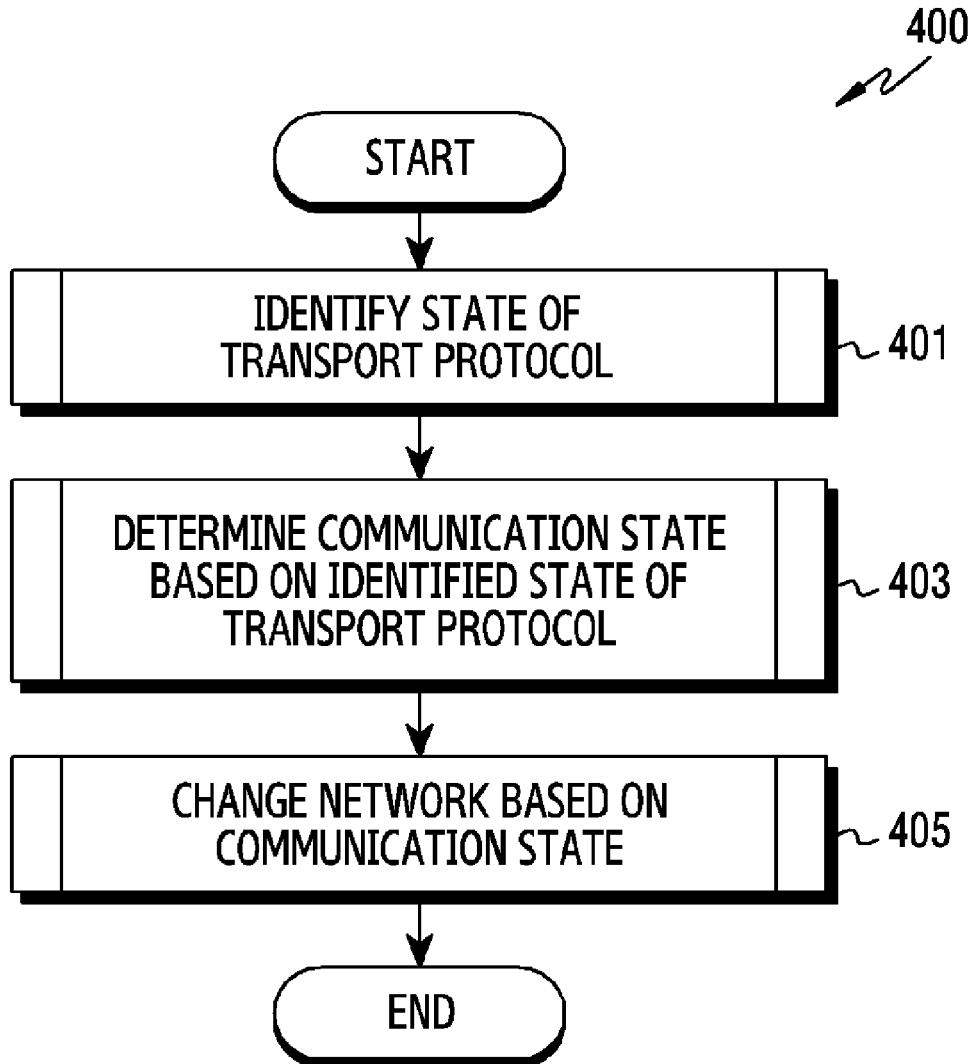 400
START
IDENTIFY STATE OF
TRANSPORT PROTOCOL
401
DETERMINE COMMUNICATION STATE
BASED ON IDENTIFIED STATE OF
TRANSPORT PROTOCOL
403
CHANGE NETWORK BASED ON
COMMUNICATION STATE
405
END